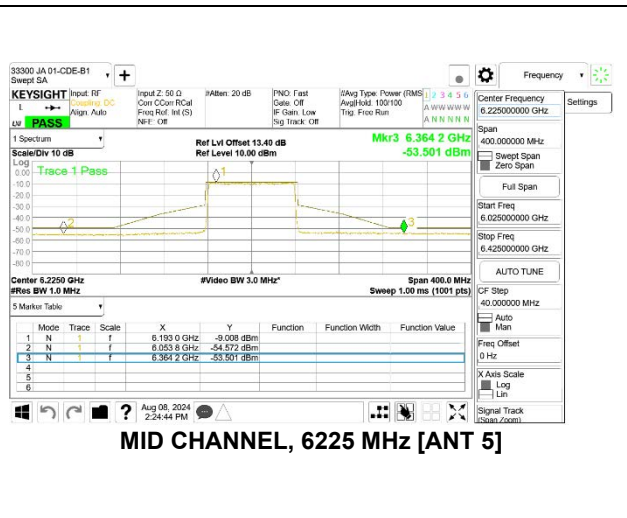 33300 JA 01-CDE-B1
Swept SA
Frequency
KEYSIGHT
Input: RF
Coupling: DC
Align: Auto
Input Z: 50 Ω
Corr CCorr RCal
Freq Ref: Int (S)
NFE: Off
#Atten: 20 dB
PNO: Fast
Gate: Off
IF Gain: Low
Sig Track: Off
#Avg Type: Power (RMS
Avg|Hold: 100/100
Trig: Free Run
1 2 3 4 5 6
A W W W W W
A N N N N N
L
LXI
PASS
1 Spectrum
Scale/Div 10 dB
Ref Lvl Offset 13.40 dB
Ref Level 10.00 dBm
Mkr3 6.364 2 GHz
-53.501 dBm
Log
Trace 1 Pass
0.00
-10.0
-20.0
-30.0
-40.0
-50.0
-60.0
-70.0
-80.0
1
2
3
Center 6.2250 GHz
#Res BW 1.0 MHz
#Video BW 3.0 MHz*
Span 400.0 MHz
Sweep 1.00 ms (1001 pts)
5 Marker Table
Mode Trace Scale X Y Function Function Width Function Value
1 N 1 f 6.193 0 GHz -9.008 dBm
2 N 1 f 6.053 8 GHz -54.572 dBm
3 N 1 f 6.364 2 GHz -53.501 dBm
4
5
6
Aug 08, 2024
2:24:44 PM
Settings
Center Frequency
6.225000000 GHz
Span
400.000000 MHz
Swept Span
Zero Span
Full Span
Start Freq
6.025000000 GHz
Stop Freq
6.425000000 GHz
AUTO TUNE
CF Step
40.000000 MHz
Auto
Man
Freq Offset
0 Hz
X Axis Scale
Log
Lin
Signal Track
(Span Zoom)
MID CHANNEL, 6225 MHz [ANT 5]